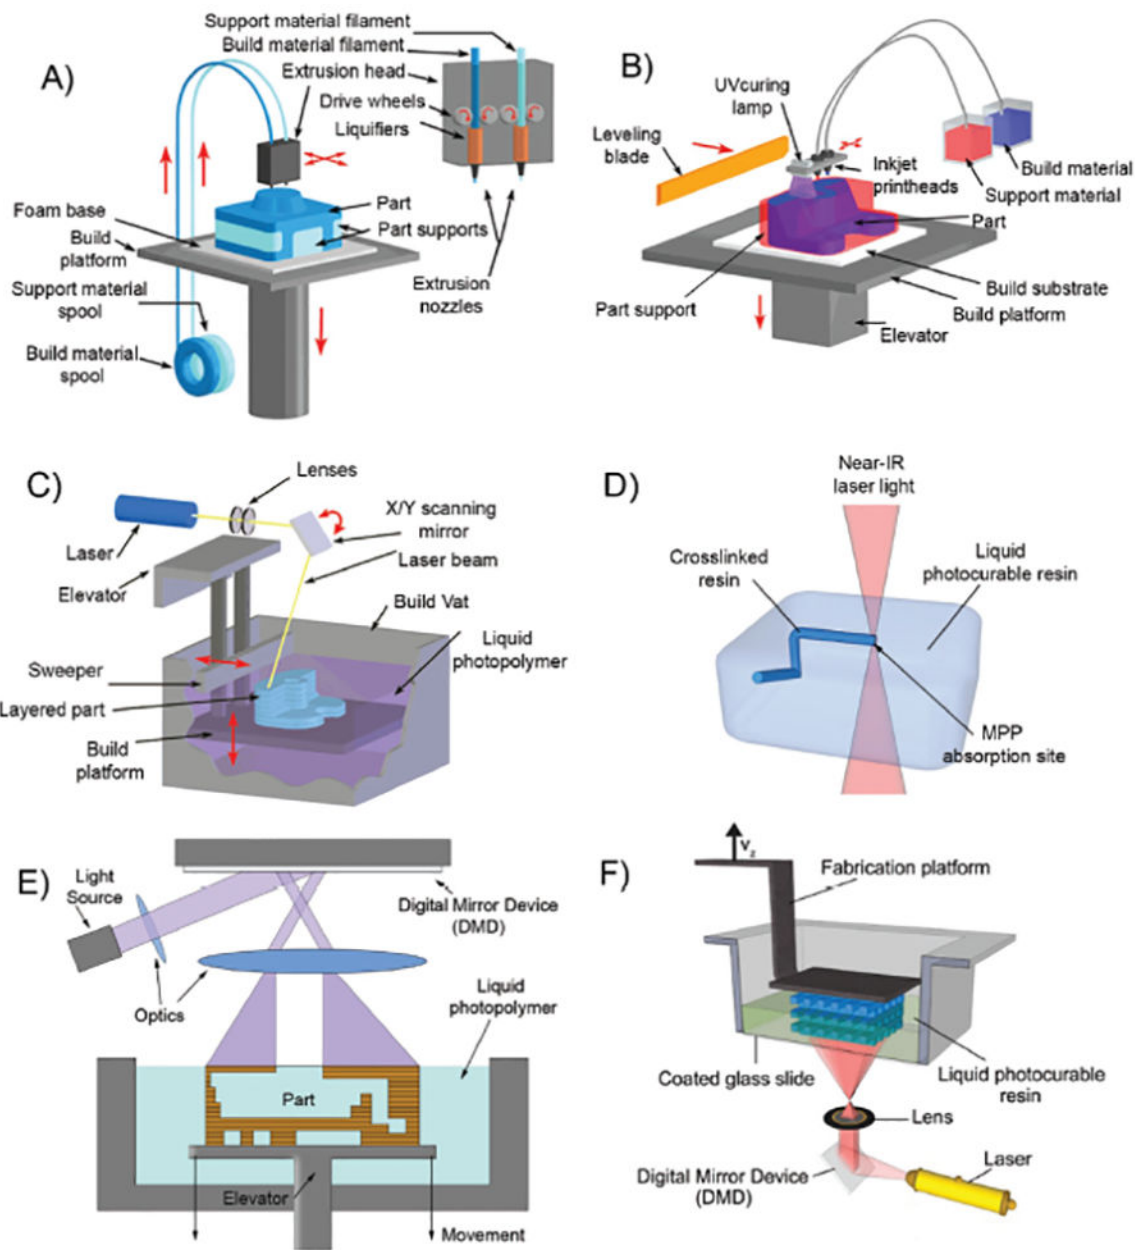 A)
Support material filament
Build material filament
Extrusion head
Drive wheels
Liquifiers
Foam base
Build
platform
Part
Part supports
Support material
spool
Extrusion
nozzles
Build material
spool
B)
UVcuring
lamp
Leveling
blade
Inkjet
printheads
Build material
Support material
Part
Part support
Build substrate
Build platform
Elevator
C)
Lenses
X/Y scanning
mirror
Laser
Laser beam
Elevator
Build Vat
Liquid
photopolymer
Sweeper
Layered part
Build
platform
D)
Near-IR
laser light
Crosslinked
resin
Liquid
photocurable resin
MPP
absorption site
E)
Light
Source
Digital Mirror Device
(DMD)
Optics
Liquid
photopolymer
Part
Elevator
Movement
F)
Vz
Fabrication platform
Coated glass slide
Liquid photocurable
resin
Lens
Digital Mirror Device
(DMD)
Laser